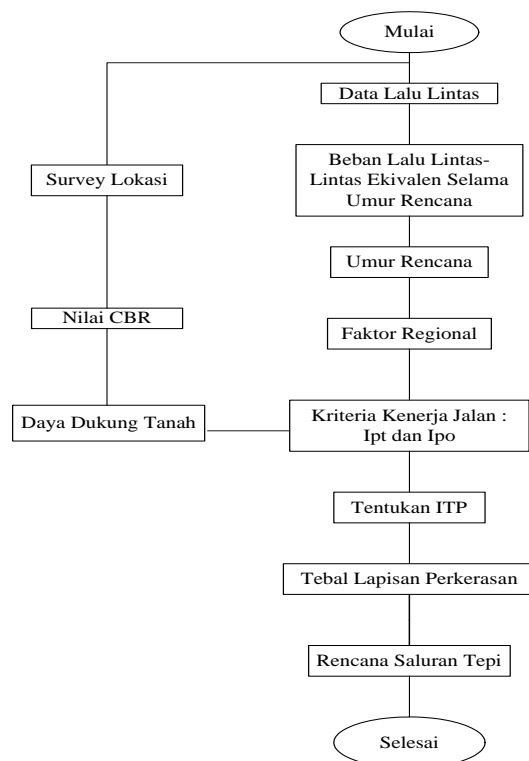 Mulai
Data Lalu Lintas
Survey Lokasi
Beban Lalu Lintas-
Lintas Ekivalen Selama
Umur Rencana
Umur Rencana
Nilai CBR
Faktor Regional
Daya Dukung Tanah
Kriteria Kenerja Jalan :
Ipt dan Ipo
Tentukan ITP
Tebal Lapisan Perkerasan
Rencana Saluran Tepi
Selesai